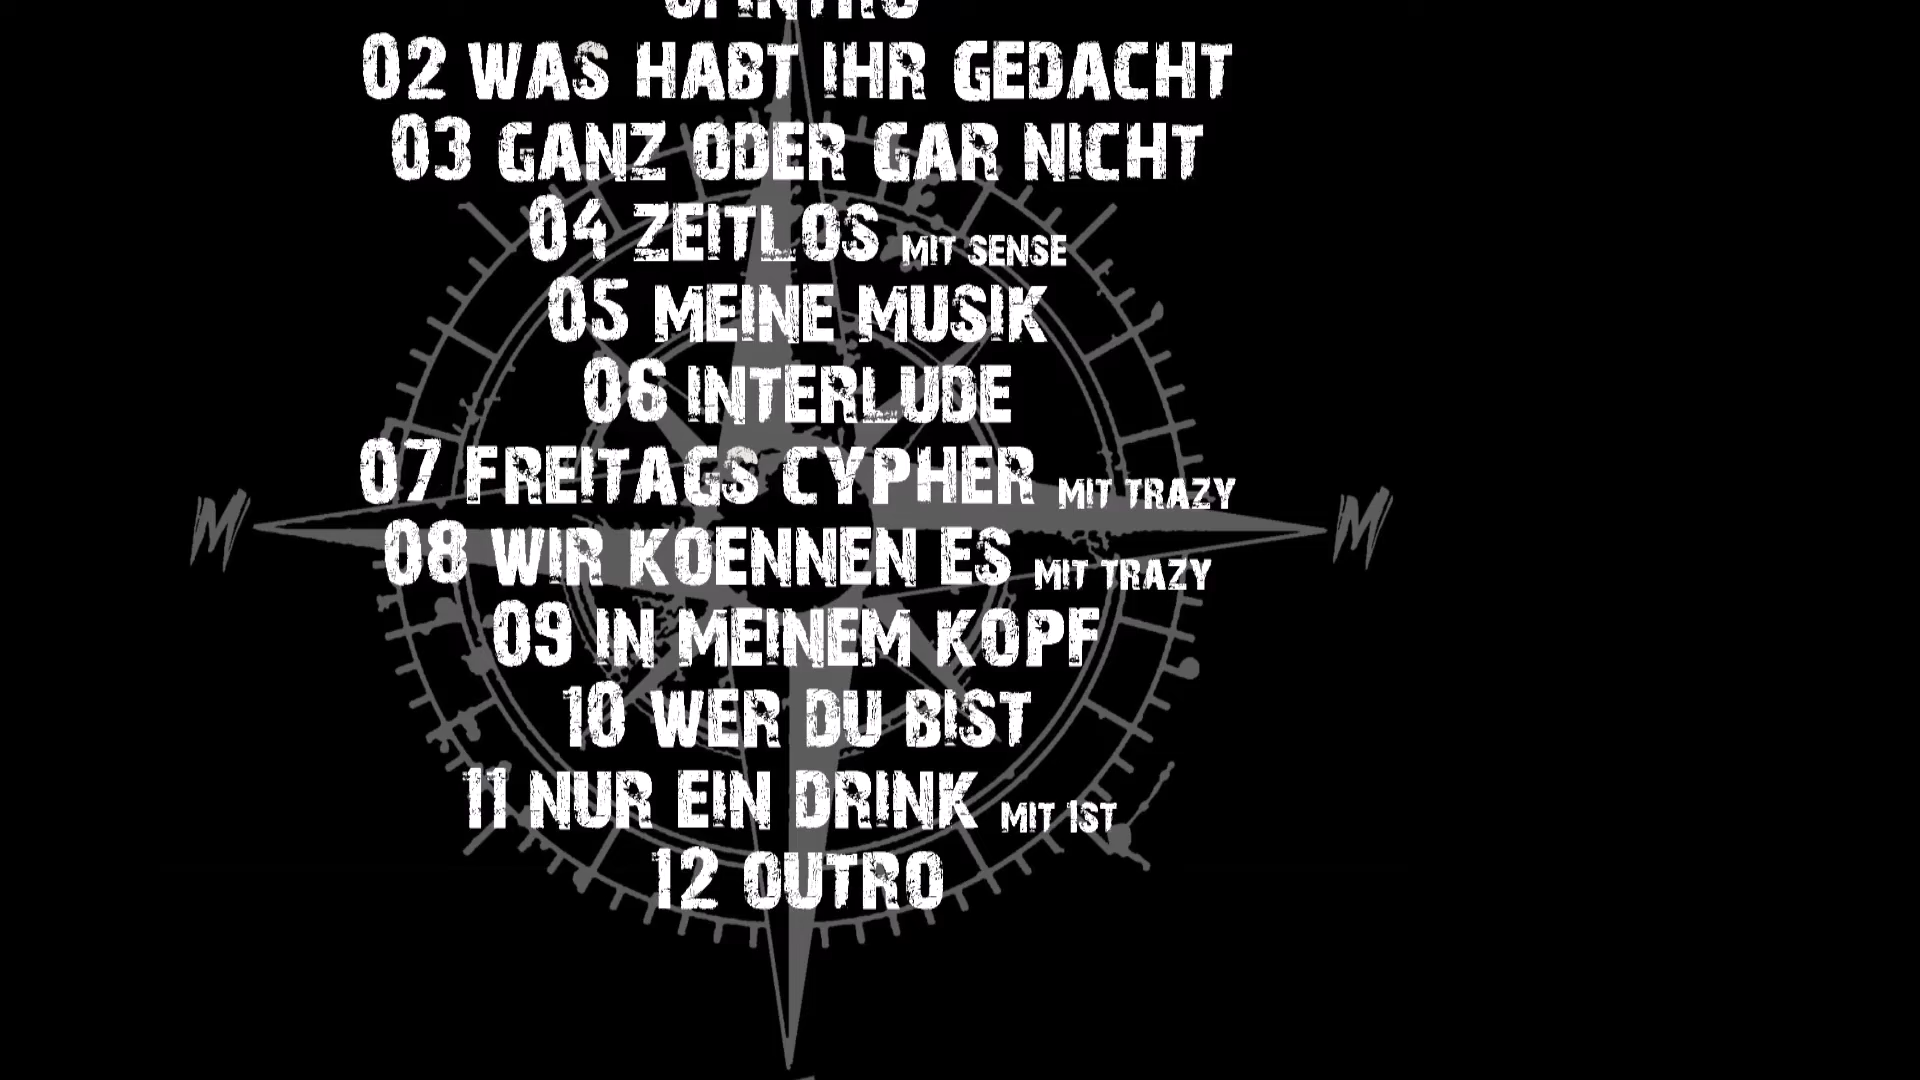 02 WAS HABT IHR GEDACHT
03 GANZ ODER GAR NICHT
04 ZEITLOS MIT SENSE
05 MEINE MUSIK
06 INTERLUDE
07 FREITAGS CYPHER MIT TRAZY
M
M
08 WIR KOENNEN ES MIT TRAZY
09 IN MEINEM KOPF
10 WER DU BIST
11 NUR EIN DRINK MIT 1ST
12 OUTRO